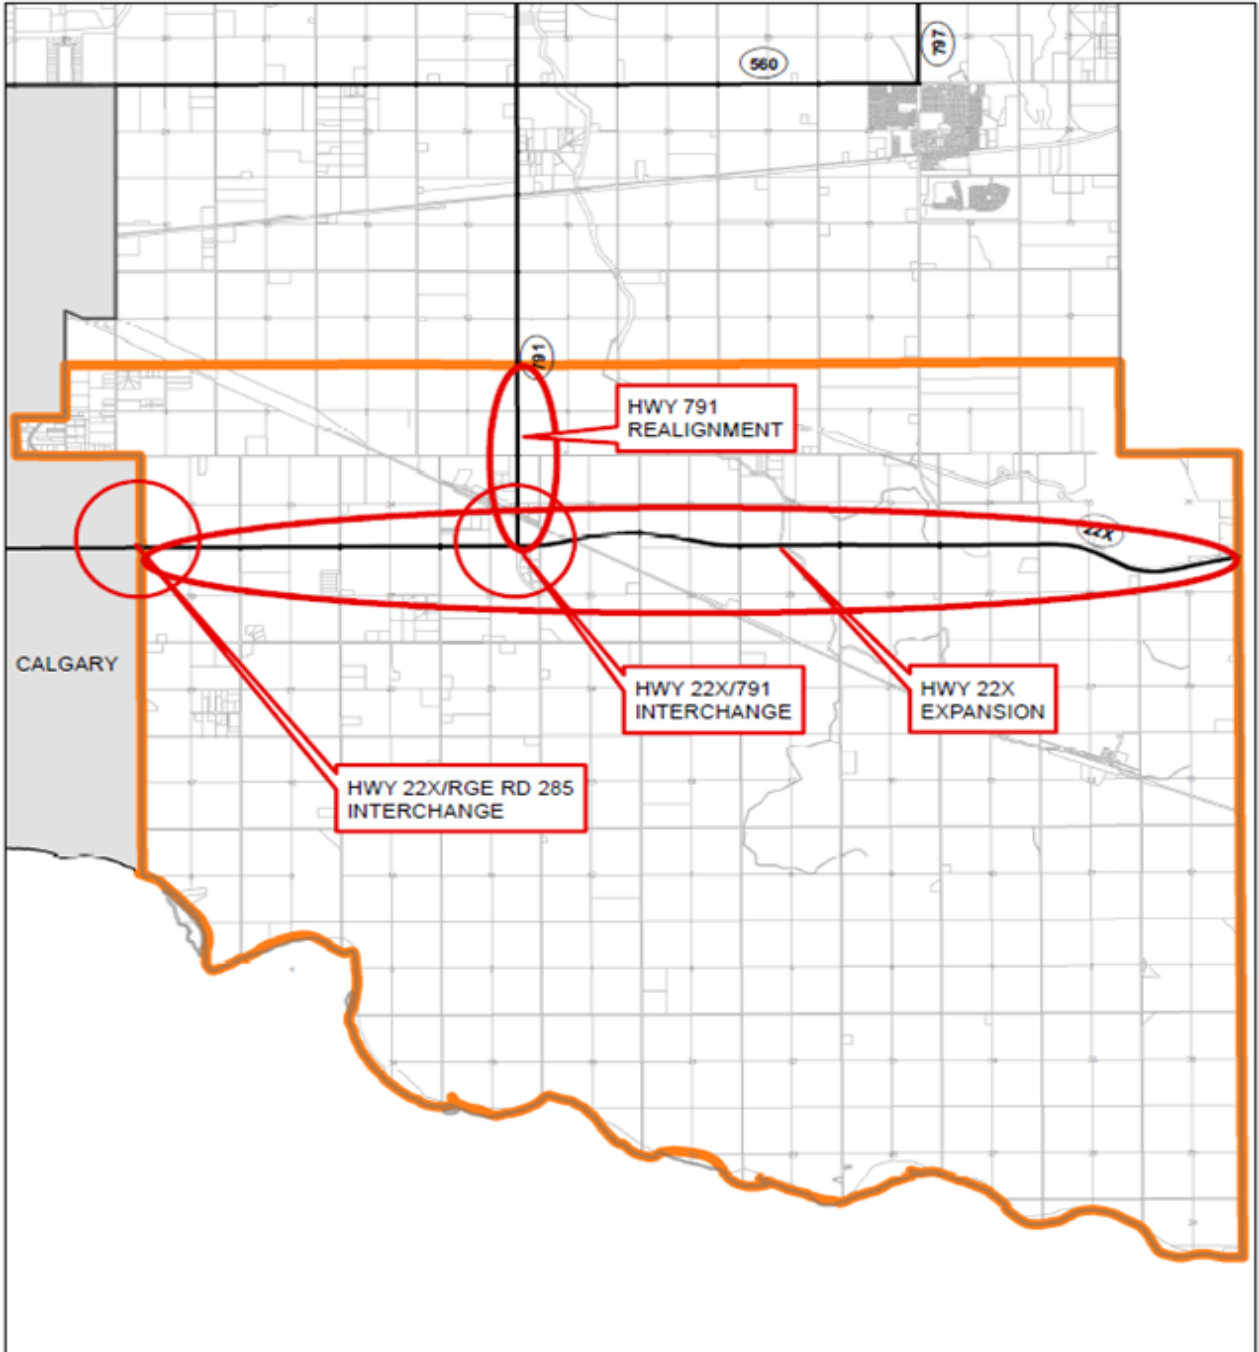 797
560
791
HWY 791
REALIGNMENT
22X
CALGARY
HWY 22X/791
INTERCHANGE
HWY 22X
EXPANSION
HWY 22X/RGE RD 285
INTERCHANGE